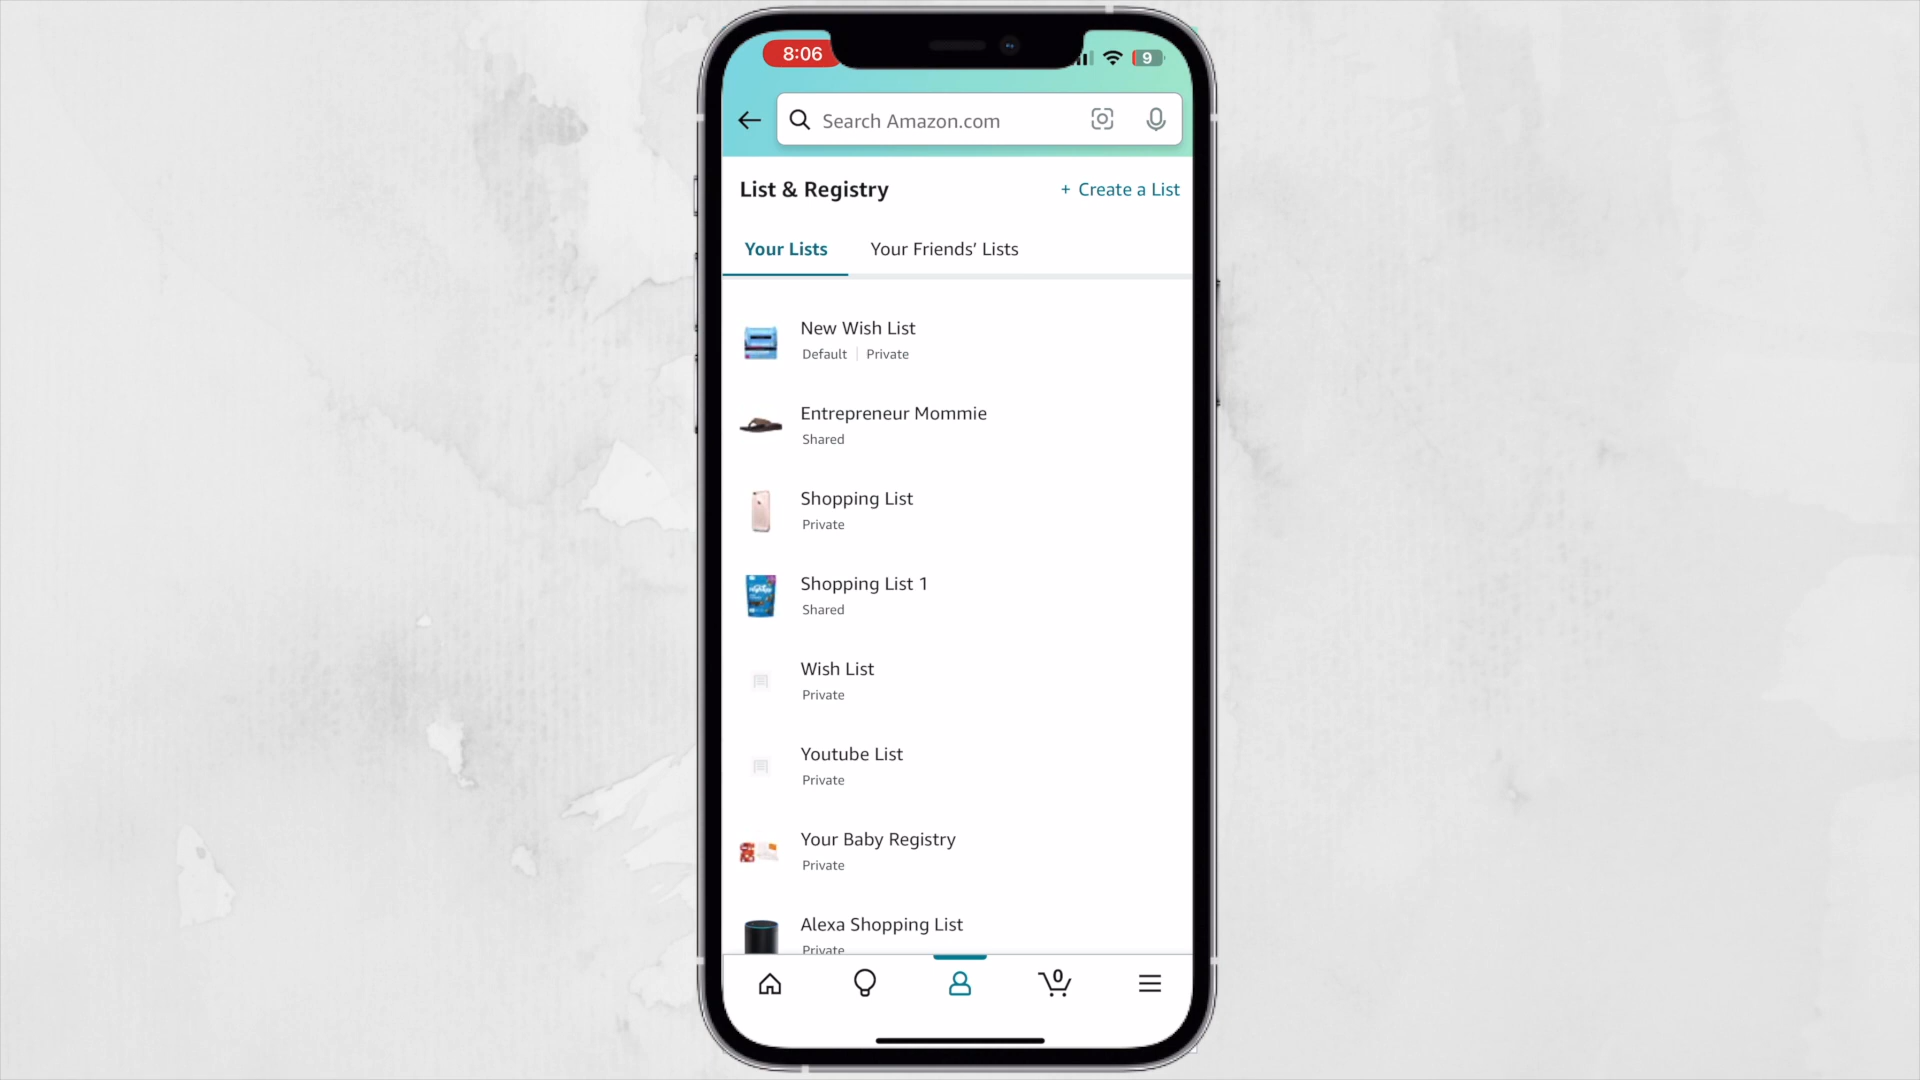 8:06
9
Search Amazon.com
List & Registry
+ Create a List
Your Lists
Your Friends' Lists
New Wish List
Default | Private
Entrepreneur Mommie
Shared
Shopping List
Private
Shopping List 1
Shared
Wish List
Private
Youtube List
Private
Your Baby Registry
Private
Alexa Shopping List
Private
0